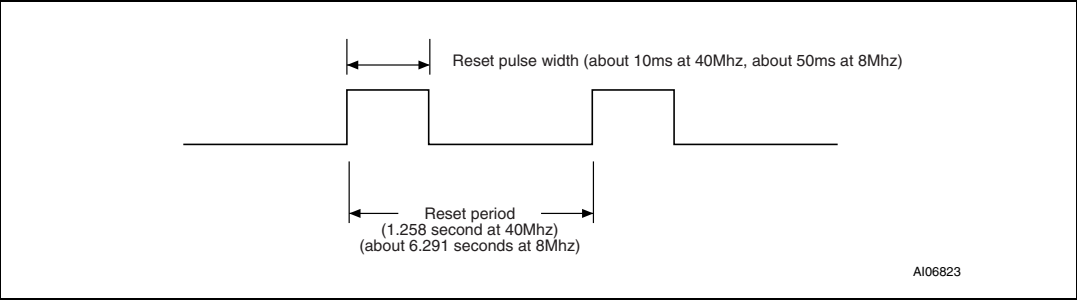 Reset pulse width (about 10ms at 40Mhz, about 50ms at 8Mhz)
Reset period
(1.258 second at 40Mhz)
(about 6.291 seconds at 8Mhz)
AI06823